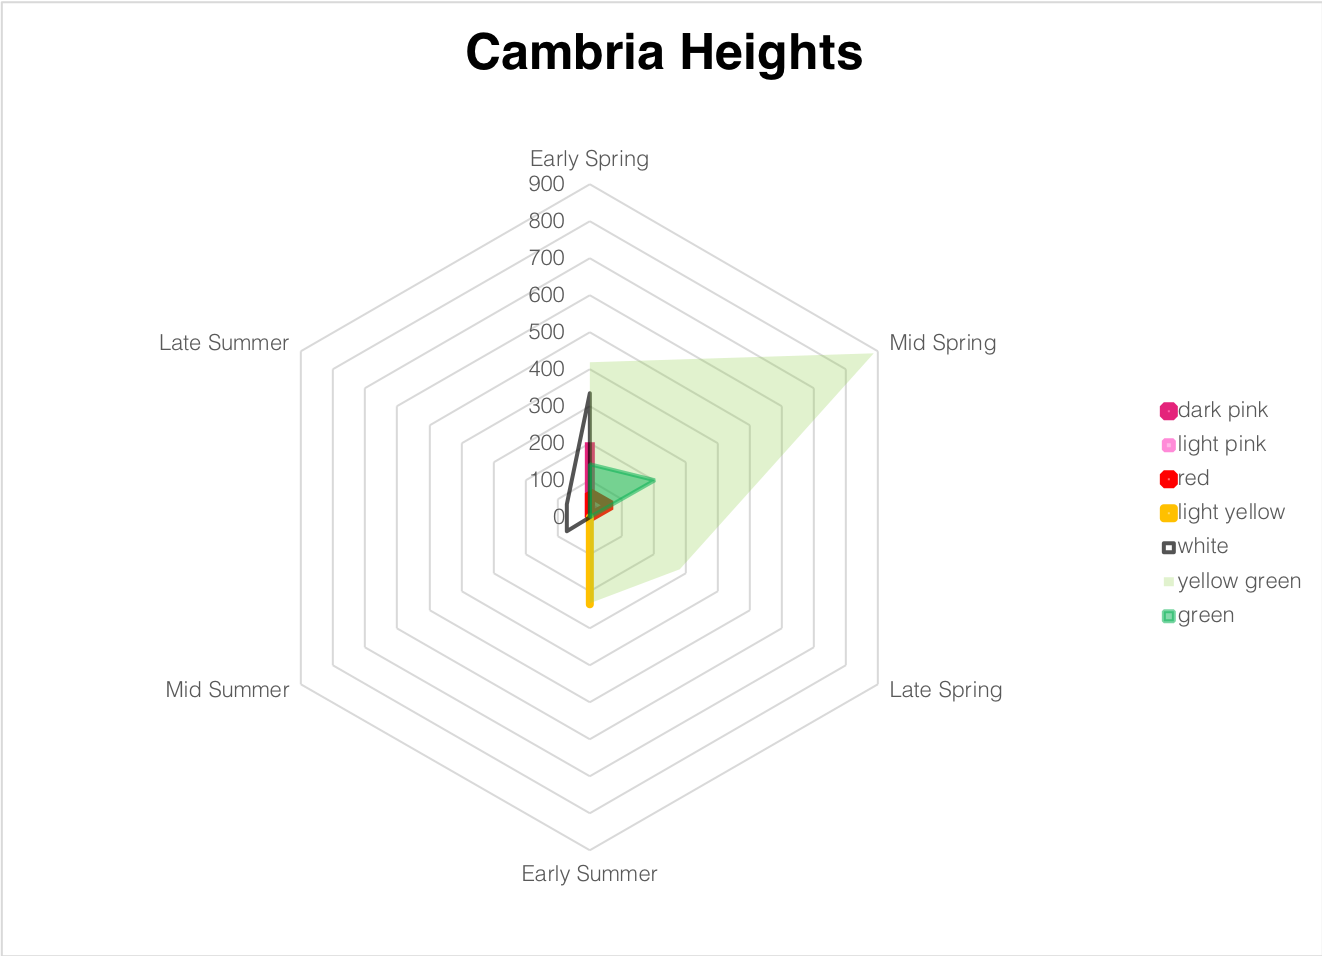 Cambria Heights
Early Spring
900
800
700
600
500
400
300
200
100
0
Late Summer
Mid Spring
Mid Summer
Late Spring
Early Summer
dark pink
light pink
red
light yellow
white
yellow green
green